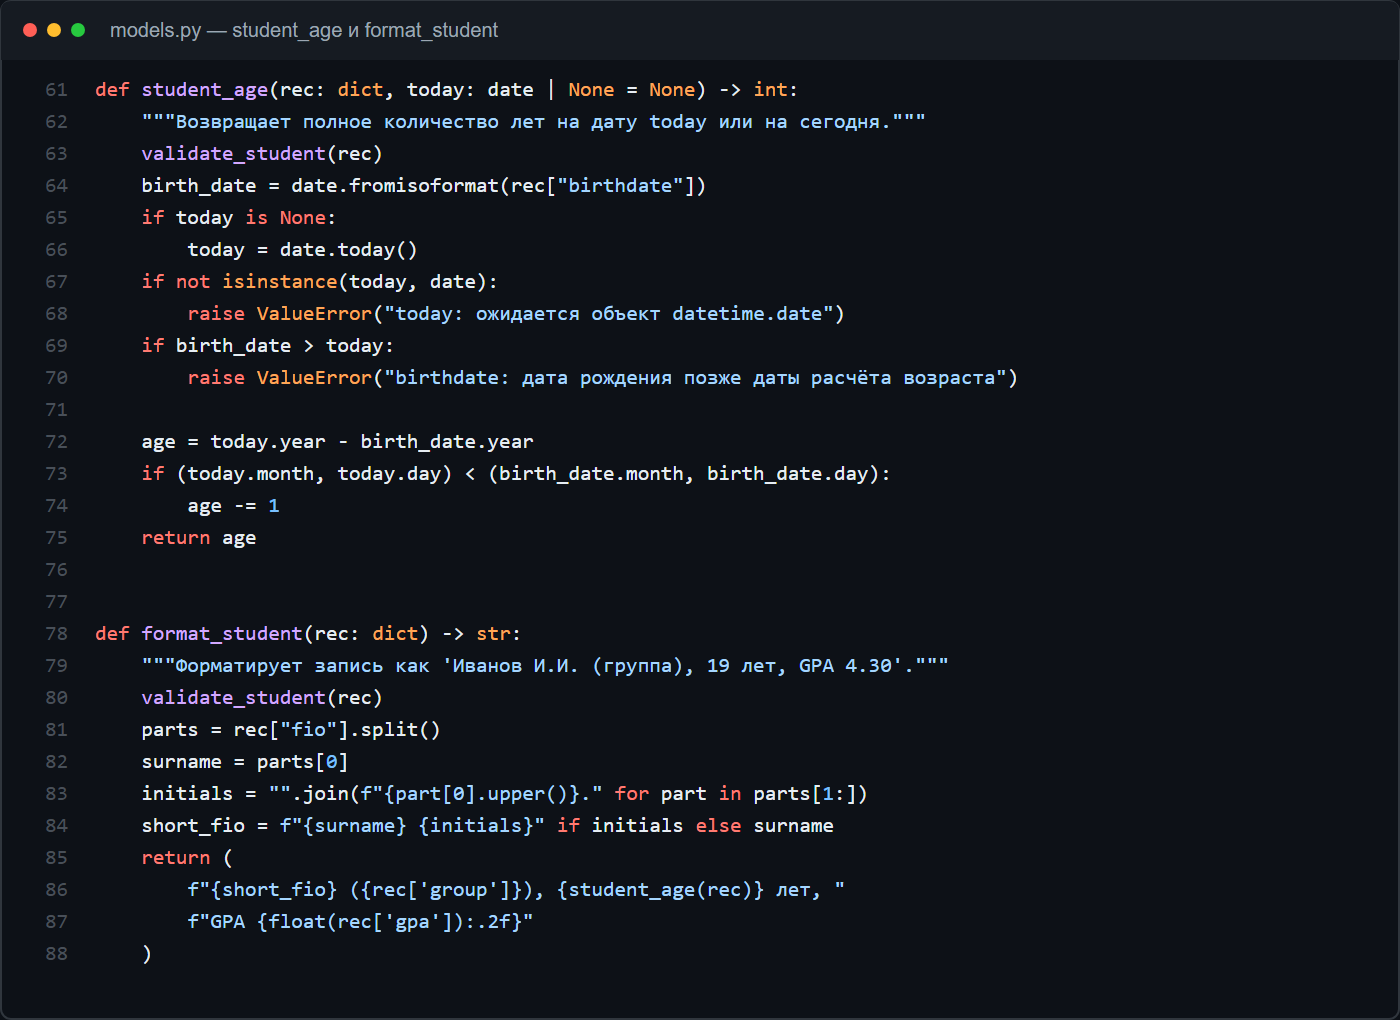 models.py — student_age и format_student
61 def student_age(rec: dict, today: date | None = None) -> int:
62     """Возвращает полное количество лет на дату today или на сегодня."""
63     validate_student(rec)
64     birth_date = date.fromisoformat(rec["birthdate"])
65     if today is None:
66         today = date.today()
67     if not isinstance(today, date):
68         raise ValueError("today: ожидается объект datetime.date")
69     if birth_date > today:
70         raise ValueError("birthdate: дата рождения позже даты расчёта возраста")
71
72     age = today.year - birth_date.year
73     if (today.month, today.day) < (birth_date.month, birth_date.day):
74         age -= 1
75     return age
76
77
78 def format_student(rec: dict) -> str:
79     """Форматирует запись как 'Иванов И.И. (группа), 19 лет, GPA 4.30'."""
80     validate_student(rec)
81     parts = rec["fio"].split()
82     surname = parts[0]
83     initials = "".join(f"{part[0].upper()}." for part in parts[1:])
84     short_fio = f"{surname} {initials}" if initials else surname
85     return (
86         f"{short_fio} ({rec['group']}), {student_age(rec)} лет, "
87         f"GPA {float(rec['gpa']):.2f}"
88     )